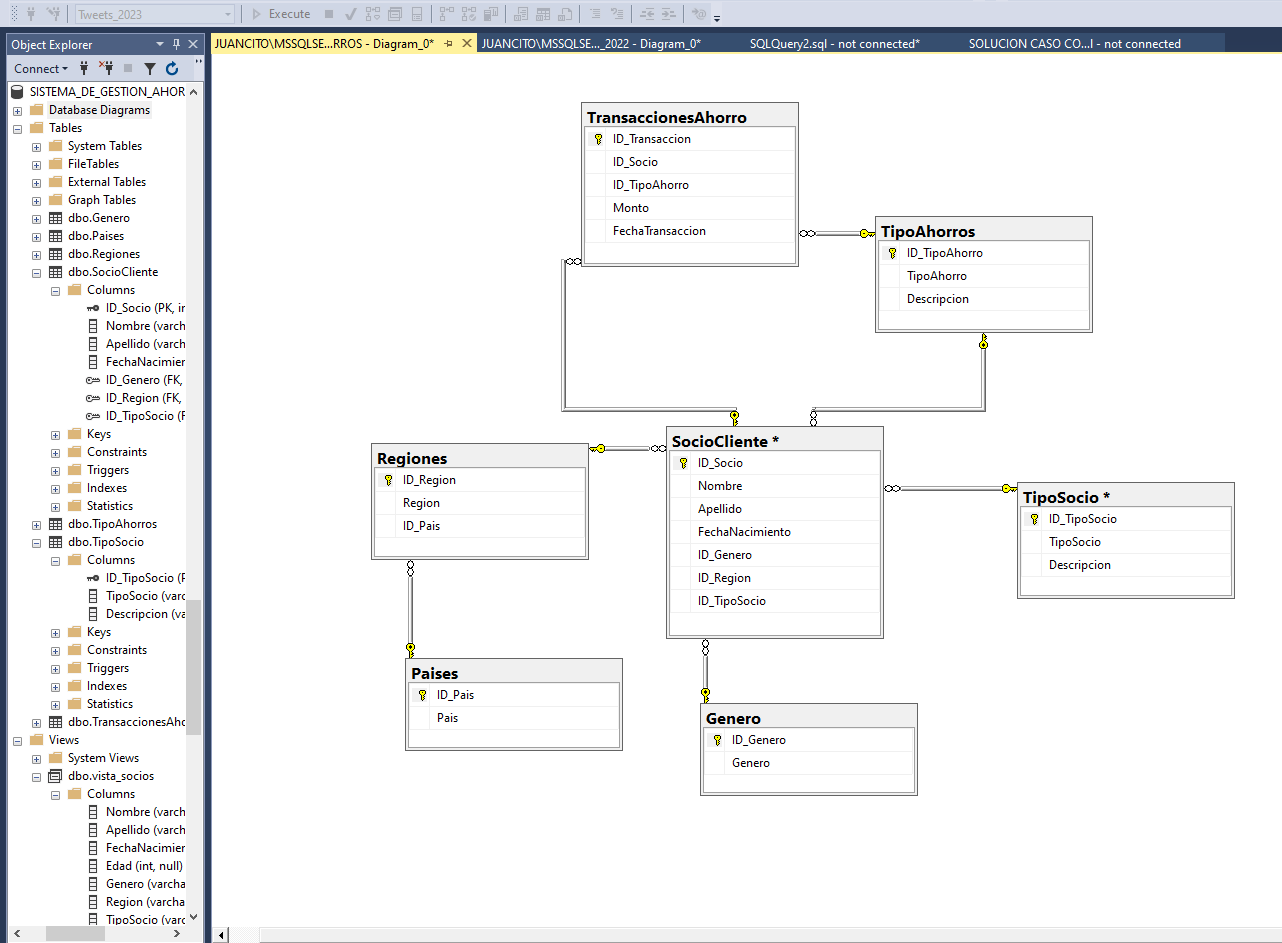 Tweets_2023
Execute
Object Explorer
JUANCITO\MSSQLSE...RROS - Diagram_0*
JUANCITO\MSSQLSE..._2022 - Diagram_0*
SQLQuery2.sql - not connected*
SOLUCION CASO CO...l - not connected
Connect
SISTEMA_DE_GESTION_AHOR
Database Diagrams
Tables
System Tables
FileTables
External Tables
Graph Tables
dbo.Genero
dbo.Paises
dbo.Regiones
dbo.SocioCliente
Columns
ID_Socio (PK, in
Nombre (varch
Apellido (varch
FechaNacimier
ID_Genero (FK,
ID_Region (FK,
ID_TipoSocio (F
Keys
Constraints
Triggers
Indexes
Statistics
dbo.TipoAhorros
dbo.TipoSocio
Columns
ID_TipoSocio (F
TipoSocio (varc
Descripcion (va
Keys
Constraints
Triggers
Indexes
Statistics
dbo.TransaccionesAho
Views
System Views
dbo.vista_socios
Columns
Nombre (varch
Apellido (varch
FechaNacimier
Edad (int, null)
Genero (varcha
Region (varcha
TipoSocio (varc
TransaccionesAhorro
ID_Transaccion
ID_Socio
ID_TipoAhorro
Monto
FechaTransaccion
TipoAhorros
ID_TipoAhorro
TipoAhorro
Descripcion
SocioCliente *
ID_Socio
Nombre
Apellido
FechaNacimiento
ID_Genero
ID_Region
ID_TipoSocio
Regiones
ID_Region
Region
ID_Pais
TipoSocio *
ID_TipoSocio
TipoSocio
Descripcion
Paises
ID_Pais
Pais
Genero
ID_Genero
Genero